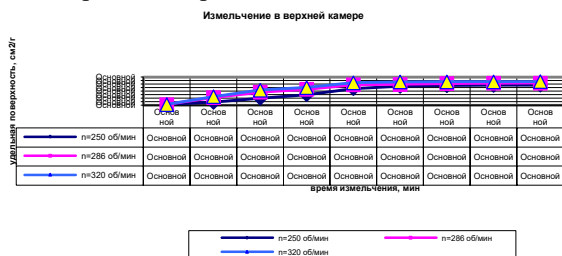 Измельчение в верхней камере
удельная поверхность, см2/г
Основной
Основной
Основной
Основной
Основной
Основной
Основной
Основной
Основ ной Основ ной Основ ной Основ ной Основ ной Основ ной Основ ной Основ ной Основ ной
n=250 об/мин Основной Основной Основной Основной Основной Основной Основной Основной Основной
n=286 об/мин Основной Основной Основной Основной Основной Основной Основной Основной Основной
n=320 об/мин Основной Основной Основной Основной Основной Основной Основной Основной Основной
время измельчения, мин
n=250 об/мин n=286 об/мин
n=320 об/мин